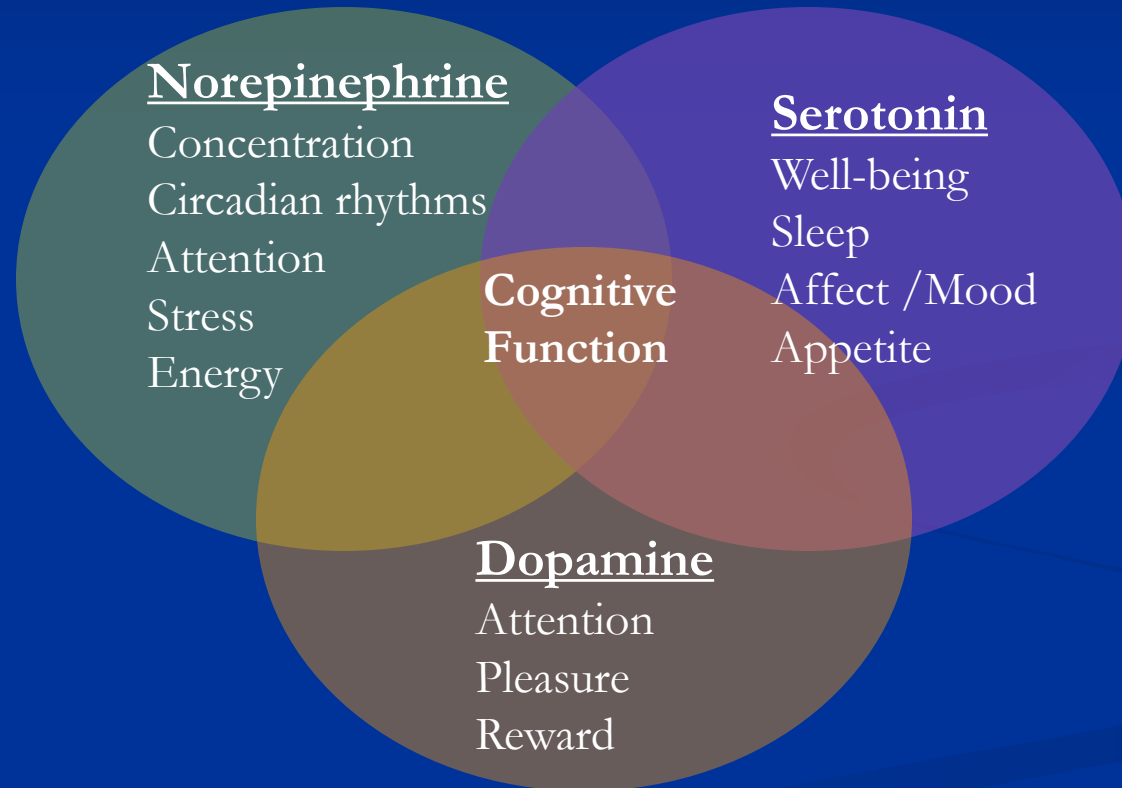 Norepinephrine
Concentration
Circadian rhythms
Attention
Stress
Energy
Serotonin
Well-being
Sleep
Affect /Mood
Appetite
Cognitive
Function
Dopamine
Attention
Pleasure
Reward